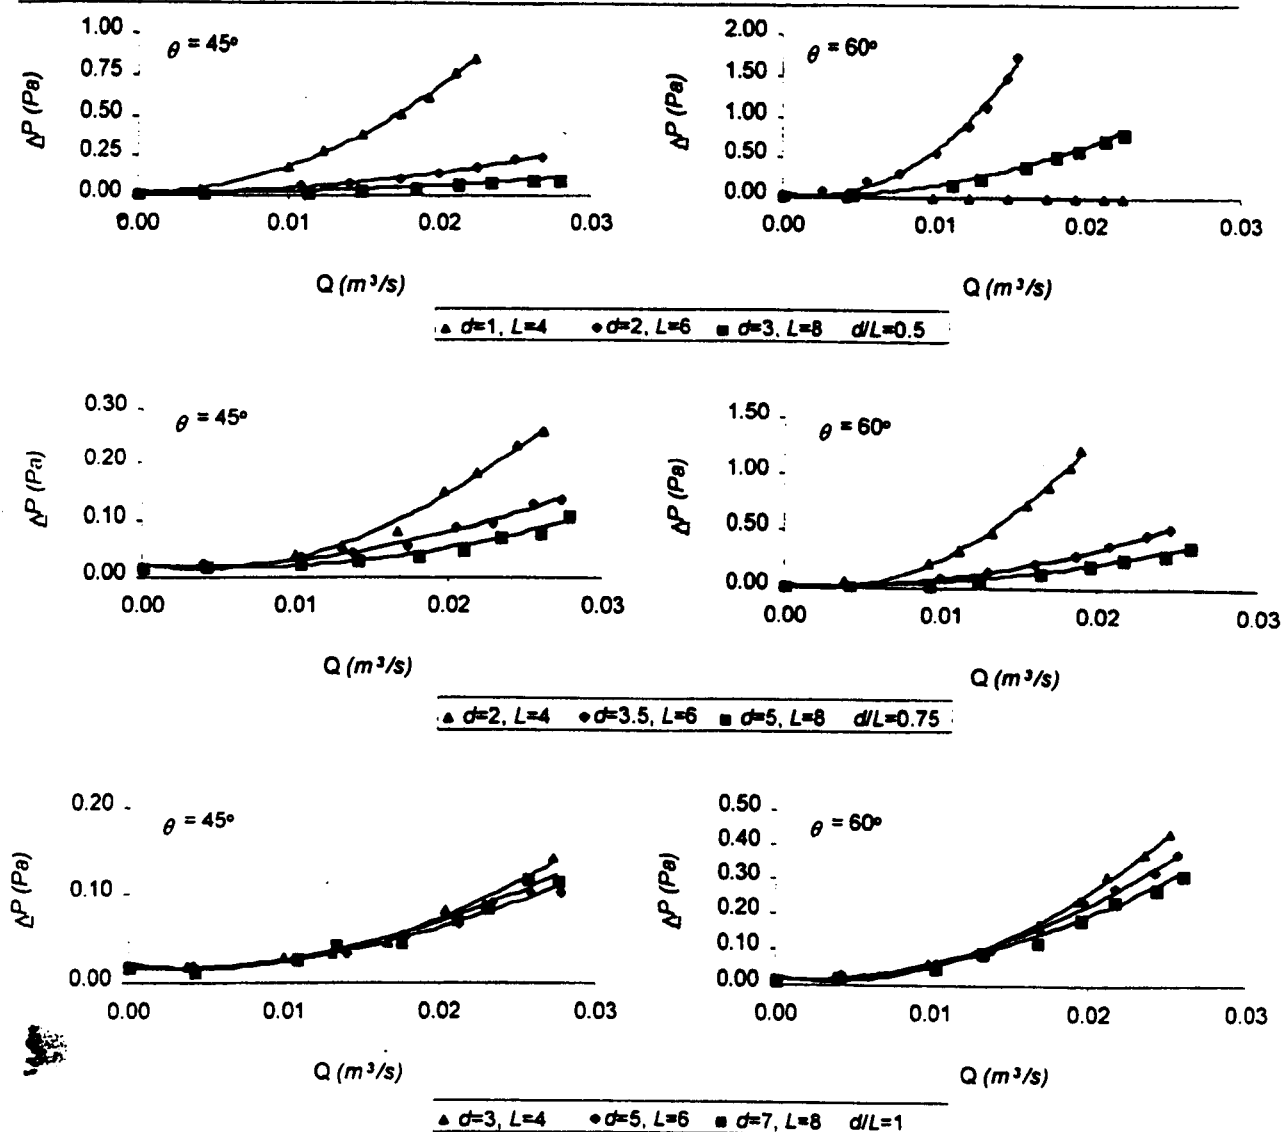 θ = 45°
1.00
0.75
0.50
0.25
0.00
ΔP (Pa)
0.00 0.01 0.02 0.03
Q (m³/s)
θ = 60°
2.00
1.50
1.00
0.50
0.00
ΔP (Pa)
0.00 0.01 0.02 0.03
Q (m³/s)
▲ d=1, L=4 ◆ d=2, L=6 ■ d=3, L=8 d/L=0.5
θ = 45°
0.30
0.20
0.10
0.00
ΔP (Pa)
0.00 0.01 0.02 0.03
Q (m³/s)
θ = 60°
1.50
1.00
0.50
0.00
ΔP (Pa)
0.00 0.01 0.02 0.03
Q (m³/s)
▲ d=2, L=4 ◆ d=3.5, L=6 ■ d=5, L=8 d/L=0.75
θ = 45°
0.20
0.10
0.00
ΔP (Pa)
0.00 0.01 0.02 0.03
Q (m³/s)
θ = 60°
0.50
0.40
0.30
0.20
0.10
0.00
ΔP (Pa)
0.00 0.01 0.02 0.03
Q (m³/s)
▲ d=3, L=4 ◆ d=5, L=6 ■ d=7, L=8 d/L=1